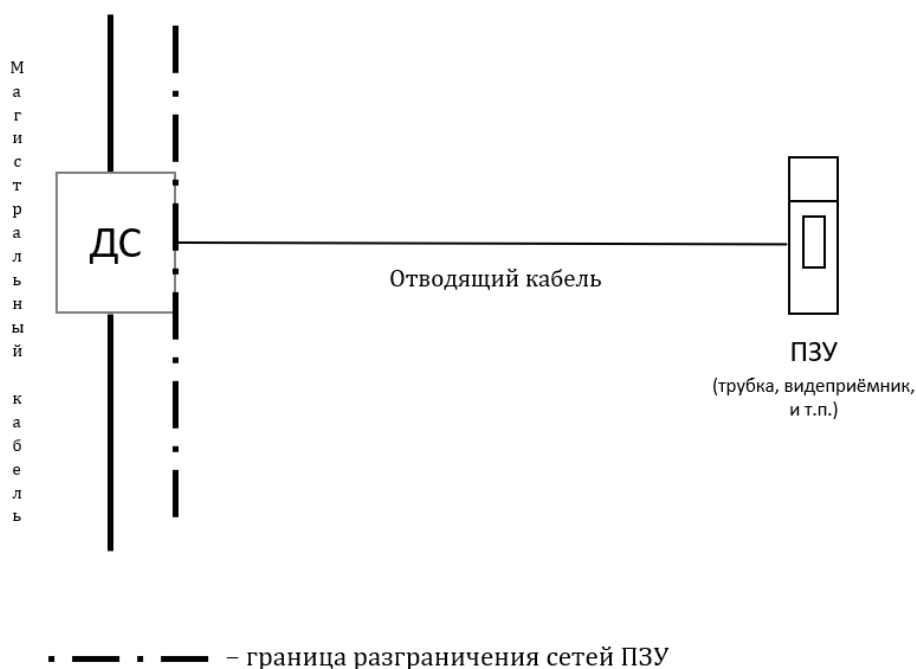 Магистральный кабель
ДС
Отводящий кабель
ПЗУ
(трубка, видеприёмник,
и т.п.)
– граница разграничения сетей ПЗУ